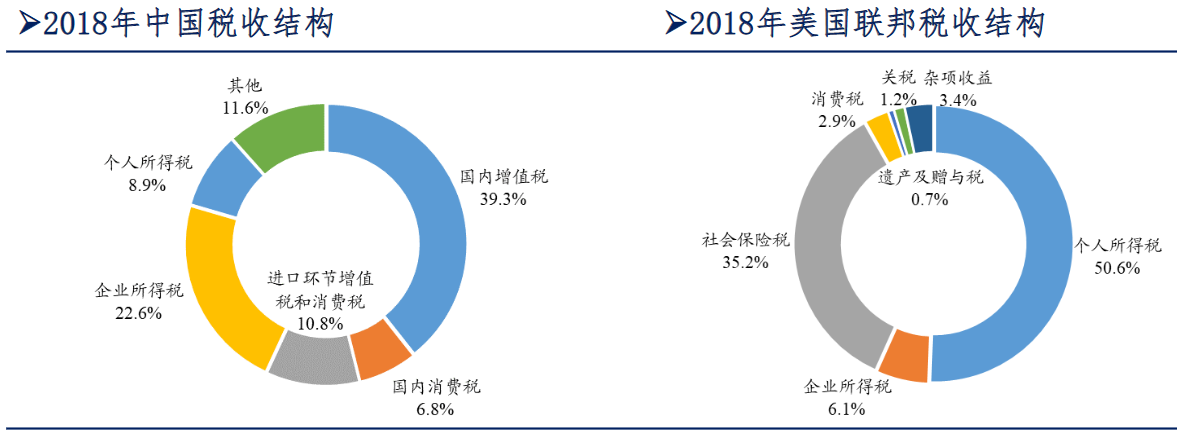 ➢2018年中国税收结构
其他
11.6%
个人所得税
8.9%
国内增值税
39.3%
企业所得税
22.6%
进口环节增值
税和消费税
10.8%
国内消费税
6.8%
➢2018年美国联邦税收结构
关税
1.2%
杂项收益
3.4%
消费税
2.9%
遗产及赠与税
0.7%
社会保险税
35.2%
个人所得税
50.6%
企业所得税
6.1%